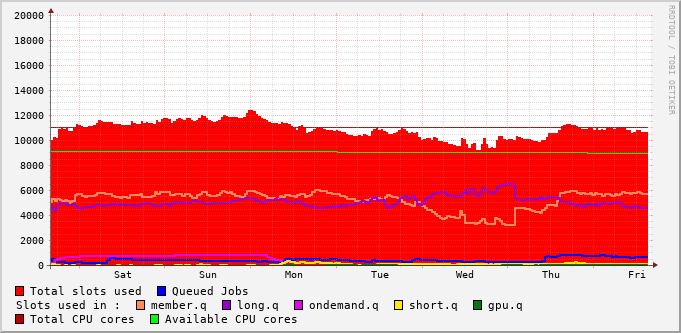 20000
18000
16000
14000
12000
10000
8000
6000
4000
2000
0
Sat Sun Mon Tue Wed Thu Fri
RRDTOOL / TOBI OETIKER
Total slots used Queued Jobs
Slots used in : member.q long.q ondemand.q short.q gpu.q
Total CPU cores Available CPU cores